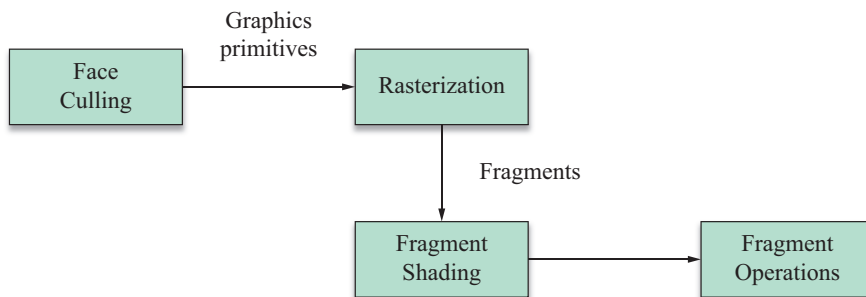 Graphics
primitives
Face
Culling
Rasterization
Fragments
Fragment
Shading
Fragment
Operations